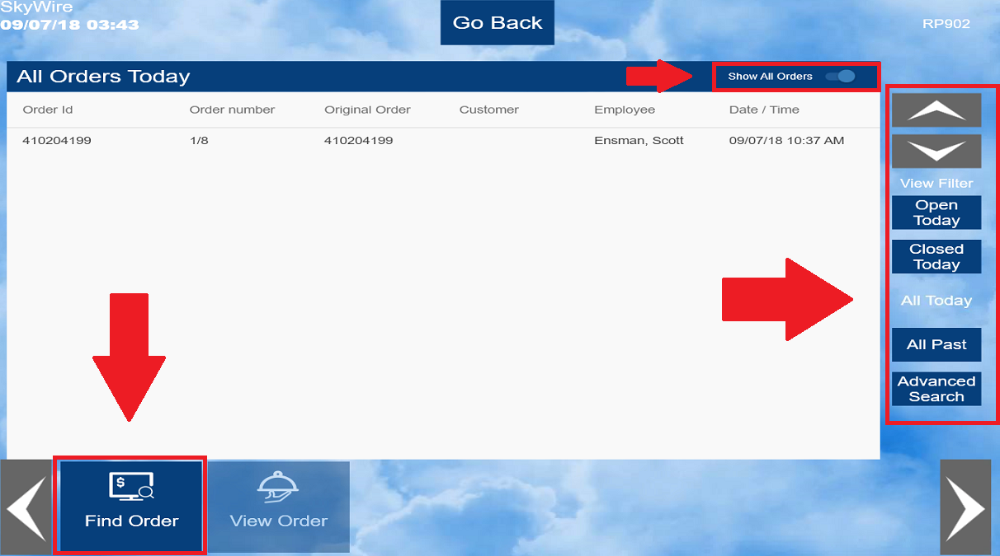 SkyWire
09/07/18 03:43
Go Back
RP902
All Orders Today
Show All Orders
Order Id Order number Original Order Customer Employee Date / Time
410204199 1/8 410204199 Ensman, Scott 09/07/18 10:37 AM
View Filter
Open
Today
Closed
Today
All Today
All Past
Advanced
Search
$
Find Order
View Order